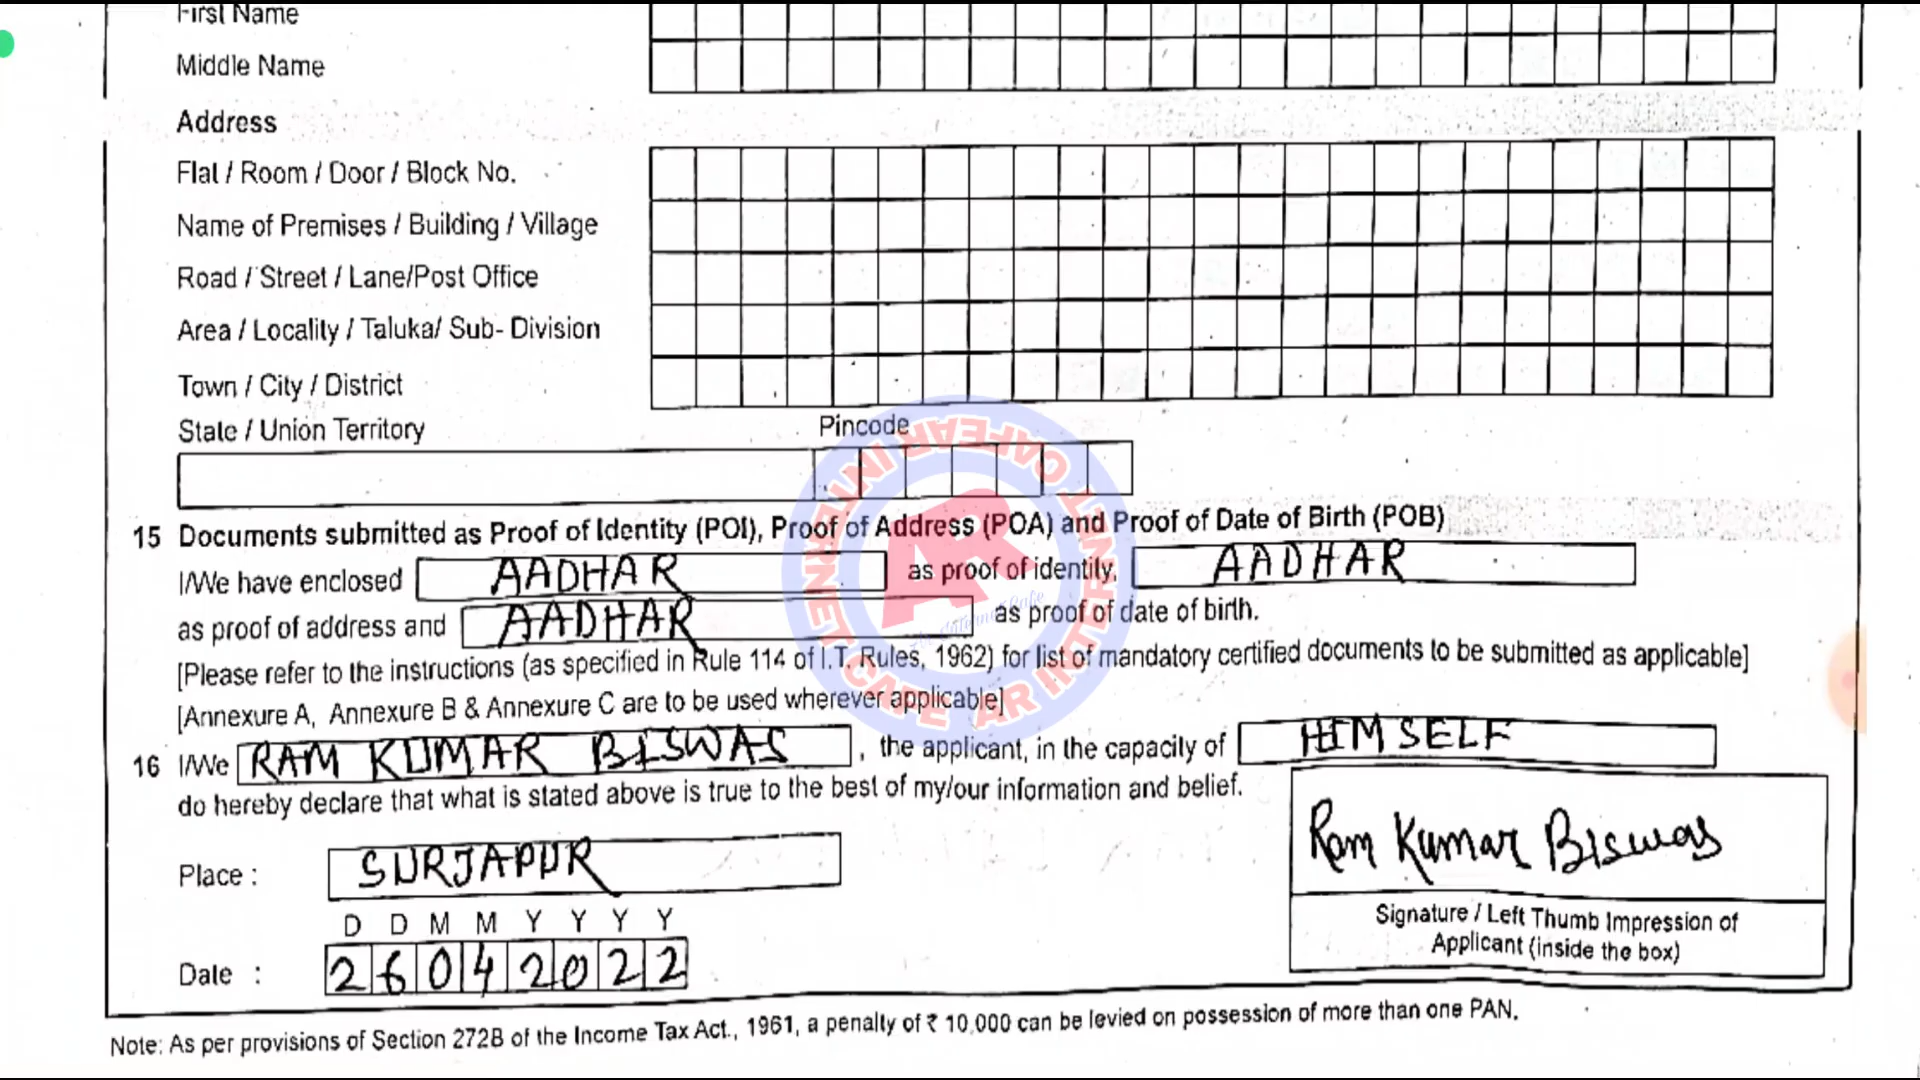 First Name
Middle Name
Address
Flat / Room / Door / Block No.
Name of Premises / Building / Village
Road / Street / Lane/Post Office
Area / Locality / Taluka/ Sub- Division
Town / City / District
State / Union Territory Pincode
15 Documents submitted as Proof of Identity (POI), Proof of Address (POA) and Proof of Date of Birth (POB)
I/We have enclosed AADHAR as proof of identity, AADHAR
as proof of address and AADHAR as proof of date of birth.
[Please refer to the instructions (as specified in Rule 114 of I.T. Rules, 1962) for list of mandatory certified documents to be submitted as applicable]
[Annexure A, Annexure B & Annexure C are to be used wherever applicable]
16 I/We RAM KUMAR BISWAS , the applicant, in the capacity of HIMSELF
do hereby declare that what is stated above is true to the best of my/our information and belief.
Ram Kumar Biswas
Place : SURJAPUR
D D M M Y Y Y Y
Date : 26042022
Signature / Left Thumb Impression of
Applicant (inside the box)
Note: As per provisions of Section 272B of the Income Tax Act., 1961, a penalty of ₹ 10,000 can be levied on possession of more than one PAN.
AR INTERNET CAFE AR INTERNET CAFE
AR